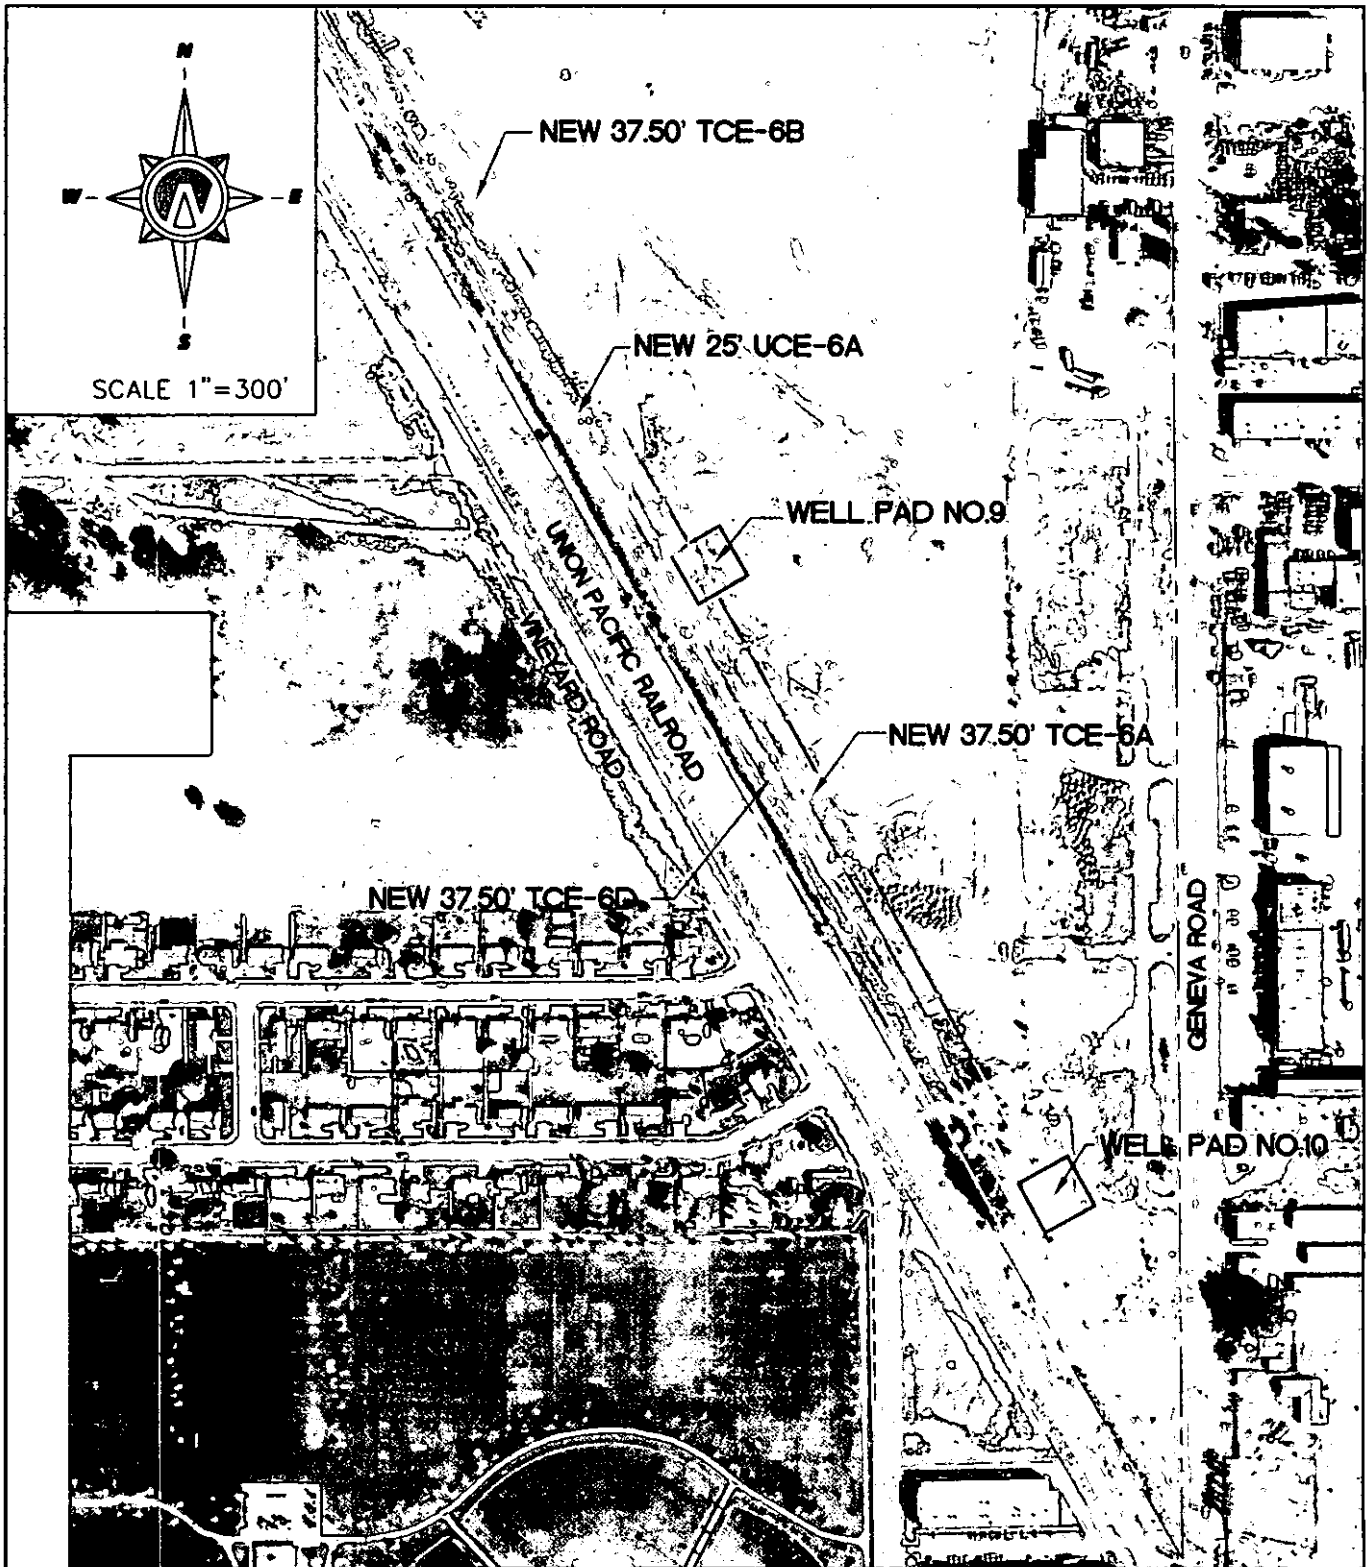 N
W
E
S
SCALE 1"=300'
NEW 37.50' TCE-6B
NEW 25' UCE-6A
WELL PAD NO.9
UNION PACIFIC RAILROAD
VINEYARD ROAD
NEW 37.50' TCE-6A
NEW 37.50' TCE-6D
GENEVA ROAD
WELL PAD NO.10